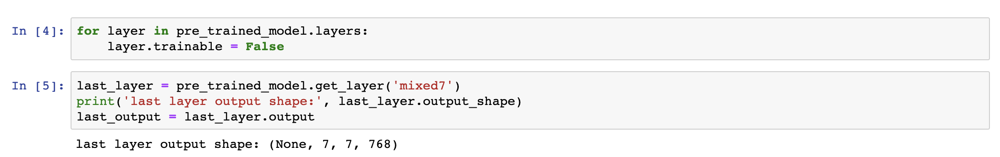 In [4]: for layer in pre_trained_model.layers:
    layer.trainable = False
In [5]: last_layer = pre_trained_model.get_layer('mixed7')
print('last layer output shape:', last_layer.output_shape)
last_output = last_layer.output
last layer output shape: (None, 7, 7, 768)